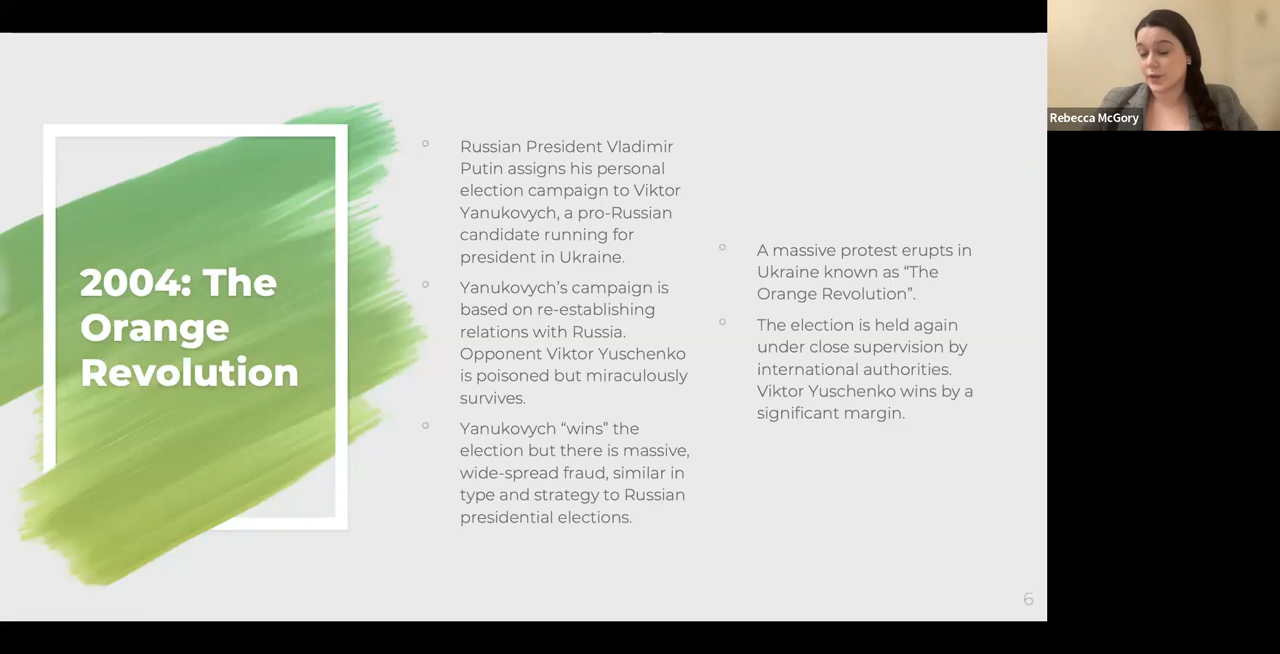 2004: The
Orange
Revolution
Russian President Vladimir
Putin assigns his personal
election campaign to Viktor
Yanukovych, a pro-Russian
candidate running for
president in Ukraine.
Yanukovych’s campaign is
based on re-establishing
relations with Russia.
Opponent Viktor Yuschenko
is poisoned but miraculously
survives.
Yanukovych “wins” the
election but there is massive,
wide-spread fraud, similar in
type and strategy to Russian
presidential elections.
A massive protest erupts in
Ukraine known as “The
Orange Revolution”.
The election is held again
under close supervision by
international authorities.
Viktor Yuschenko wins by a
significant margin.
6
Rebecca McGory